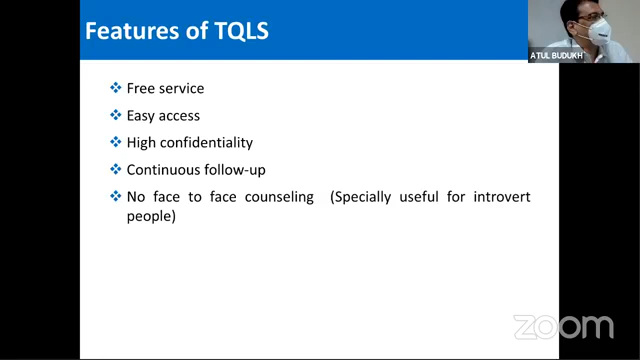 Features of TQLS
ATUL BUDUKH
Free service
Easy access
High confidentiality
Continuous follow-up
No face to face counseling (Specially useful for introvert
people)
zoom